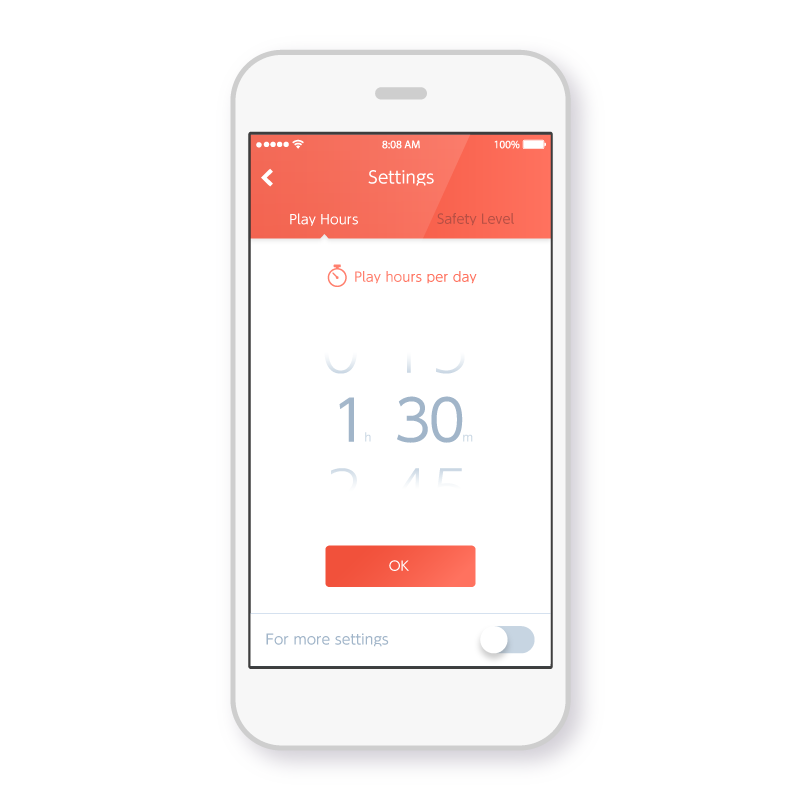 8:08 AM 100%
Settings
Play Hours Safety Level
Play hours per day
0 15
1 h 30 m
2 45
OK
For more settings